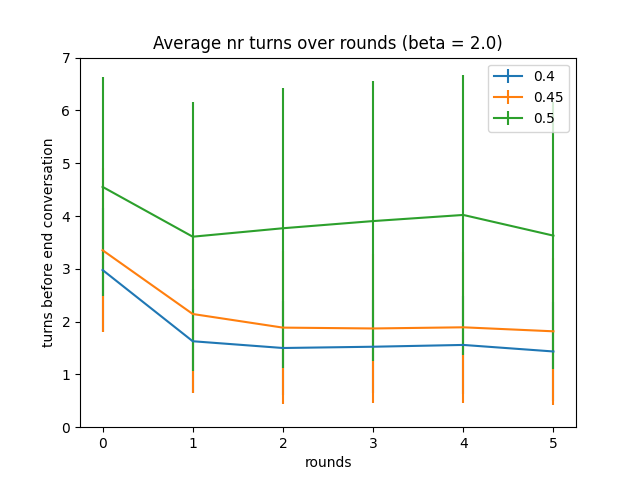 Average nr turns over rounds (beta = 2.0)
turns before end conversation
7
6
5
4
3
2
1
0
0.4
0.45
0.5
0 1 2 3 4 5
rounds